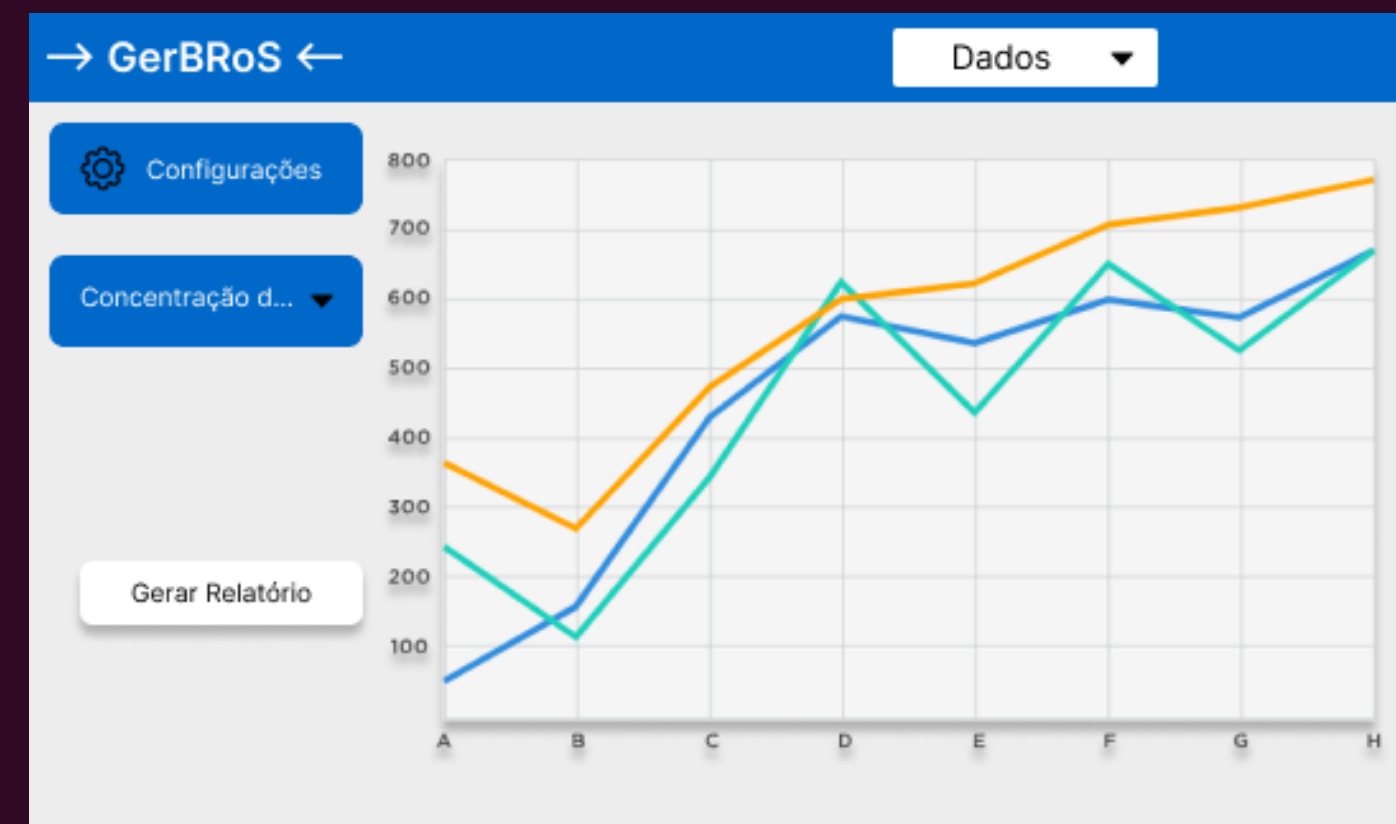 → GerBRoS ←
Dados
Configurações
Concentração d...
Gerar Relatório
800
700
600
500
400
300
200
100
A B C D E F G H